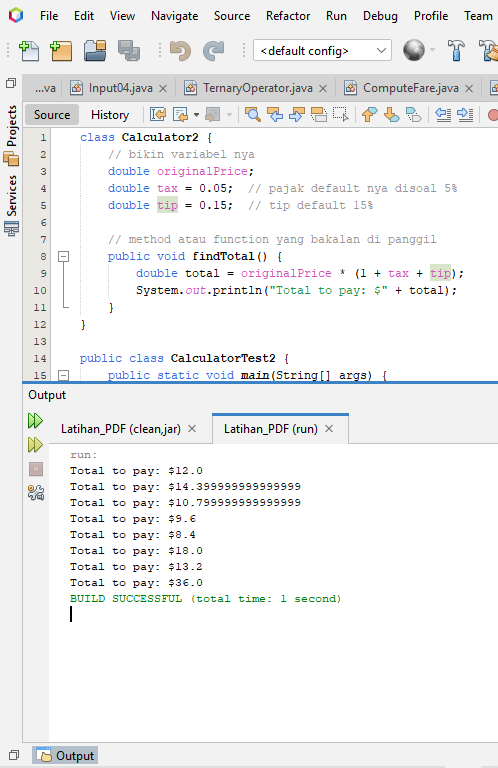 File Edit View Navigate Source Refactor Run Debug Profile Team
<default config>
...va Input04.java TernaryOperator.java ComputeFare.java
Projects
Services
Source History
1 class Calculator2 {
2 // bikin variabel nya
3 double originalPrice;
4 double tax = 0.05; // pajak default nya disoal 5%
5 double tip = 0.15; // tip default 15%
6
7 // method atau function yang bakalan di panggil
8 public void findTotal() {
9 double total = originalPrice * (1 + tax + tip);
10 System.out.println("Total to pay: $" + total);
11 }
12 }
13
14 public class CalculatorTest2 {
15 public static void main(String[] args) {
Output
Latihan_PDF (clean,jar) Latihan_PDF (run)
run:
Total to pay: $12.0
Total to pay: $14.399999999999999
Total to pay: $10.799999999999999
Total to pay: $9.6
Total to pay: $8.4
Total to pay: $18.0
Total to pay: $13.2
Total to pay: $36.0
BUILD SUCCESSFUL (total time: 1 second)
Output